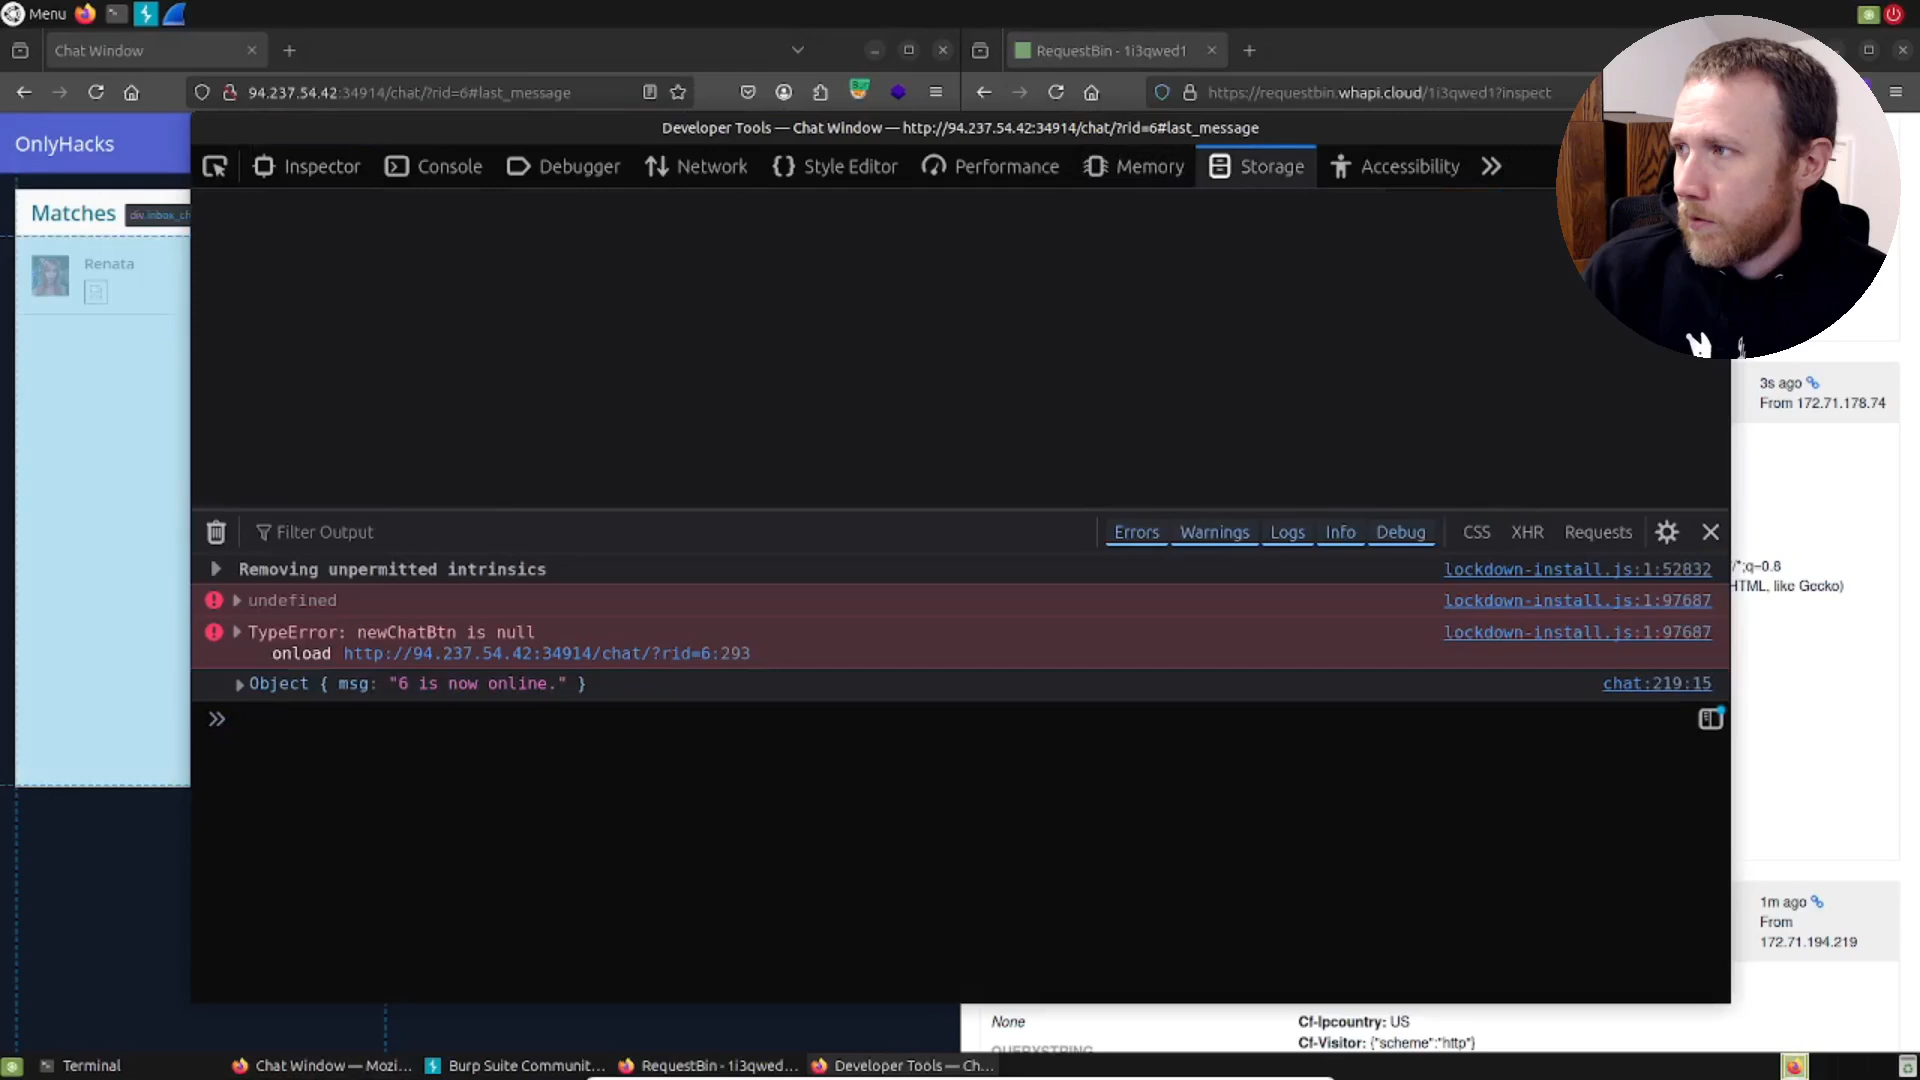 Menu
Chat Window
RequestBin - 1i3qwed1
94.237.54.42:34914/chat/?rid=6#last_message
https://requestbin.whapi.cloud/1i3qwed1?inspect
Developer Tools — Chat Window — http://94.237.54.42:34914/chat/?rid=6#last_message
OnlyHacks
Inspector
Console
Debugger
Network
Style Editor
Performance
Memory
Storage
Accessibility
Matches
div.inbox_ch
Renata
3s ago
From 172.71.178.74
Filter Output
Errors
Warnings
Logs
Info
Debug
CSS
XHR
Requests
Removing unpermitted intrinsics
lockdown-install.js:1:52832
/*;q=0.8
HTML, like Gecko)
undefined
lockdown-install.js:1:97687
TypeError: newChatBtn is null
lockdown-install.js:1:97687
onload http://94.237.54.42:34914/chat/?rid=6:293
Object { msg: "6 is now online." }
chat:219:15
1m ago
From
172.71.194.219
None
Cf-Ipcountry: US
QUERYSTRING
Cf-Visitor: {"scheme":"http"}
Terminal
Chat Window — Mozi...
Burp Suite Communit...
RequestBin - 1i3qwed...
Developer Tools — Ch...